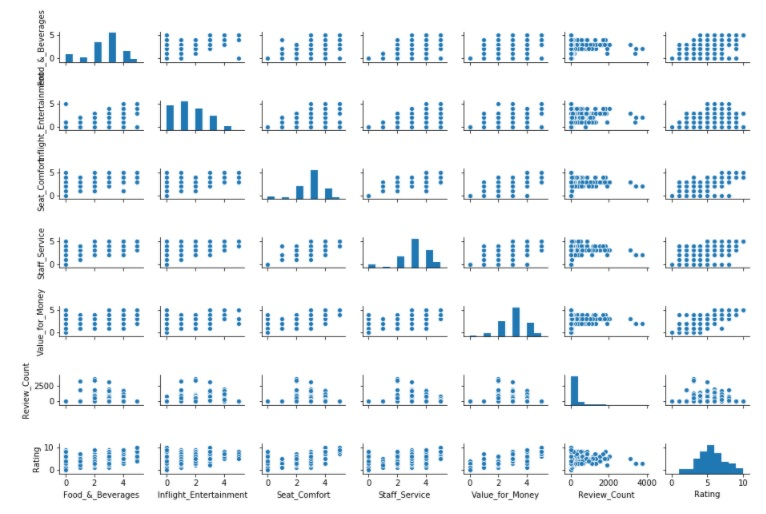 Food_&_Beverages
5
0
Inflight_Entertainment
5
0
Seat_Comfort
5
0
Staff_Service
5
0
Value_for_Money
5
0
Review_Count
2500
0
Rating
10
0
0 2 4
0 2 4
0 2 4
0 2 4
0 2 4
0 2000 4000
0 5 10
Food_&_Beverages Inflight_Entertainment Seat_Comfort Staff_Service Value_for_Money Review_Count Rating